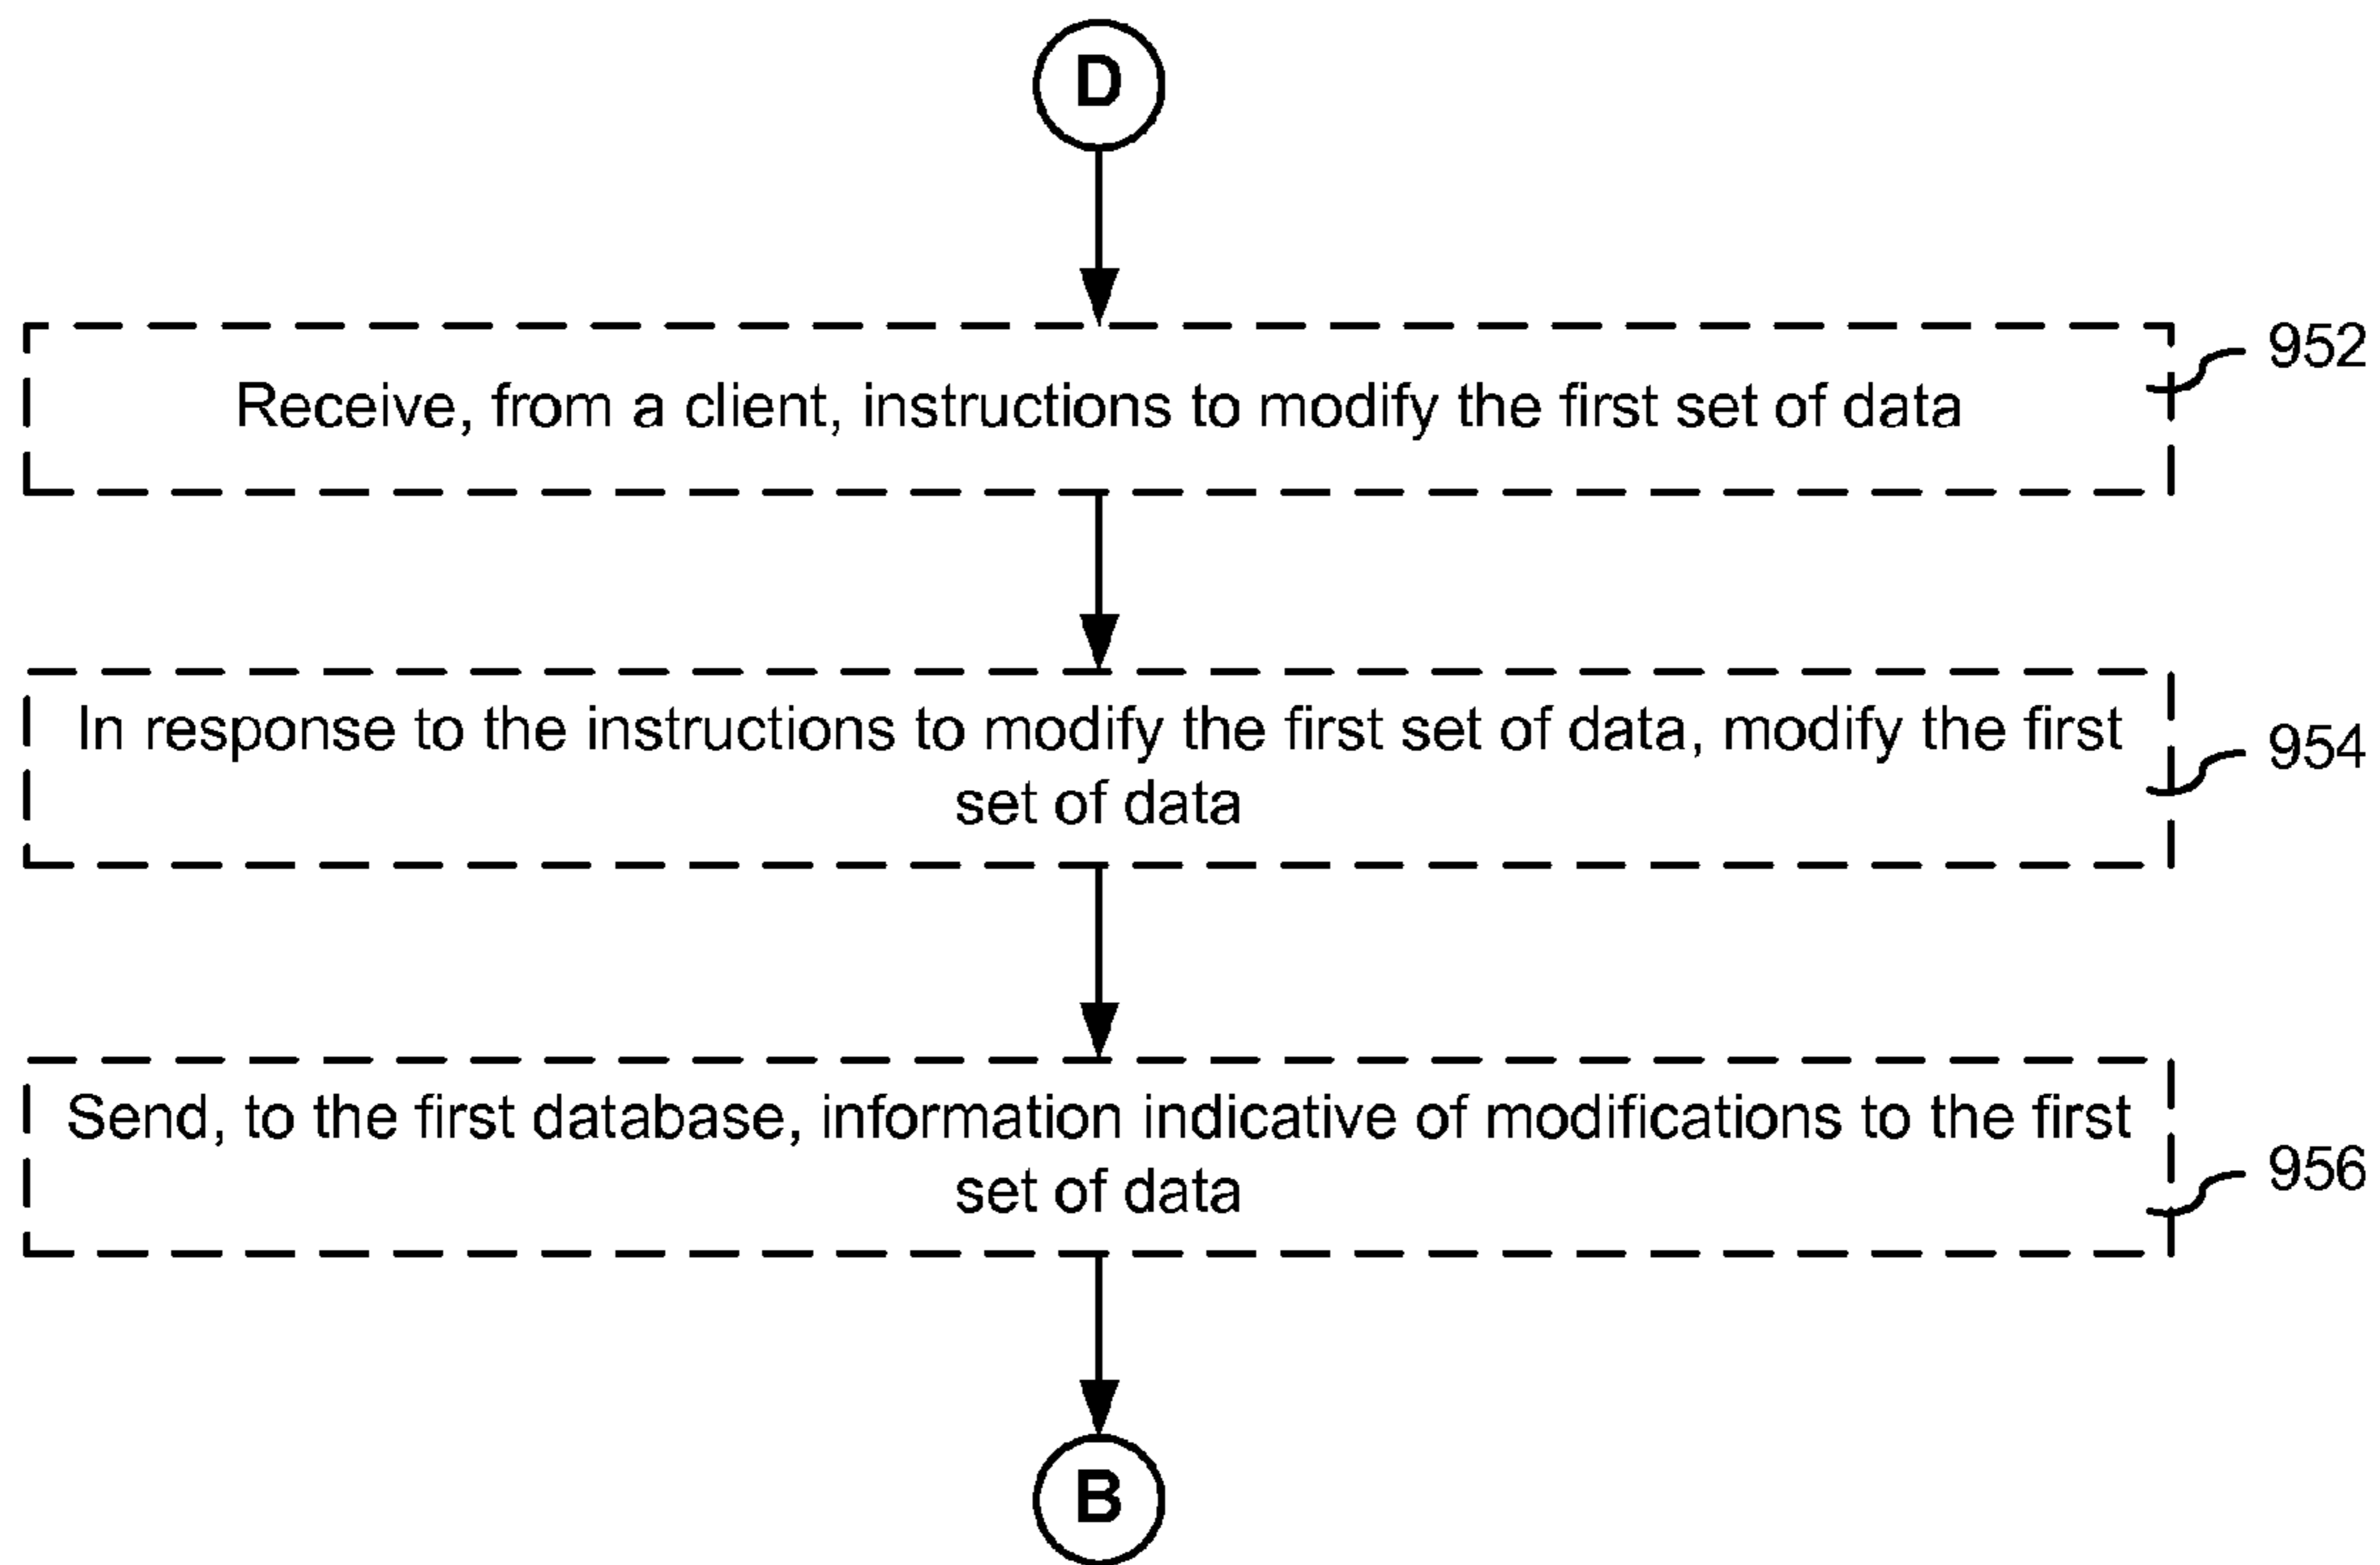 D
952
Receive, from a client, instructions to modify the first set of data
In response to the instructions to modify the first set of data, modify the first
954
set of data
Send, to the first database, information indicative of modifications to the first
956
set of data
B